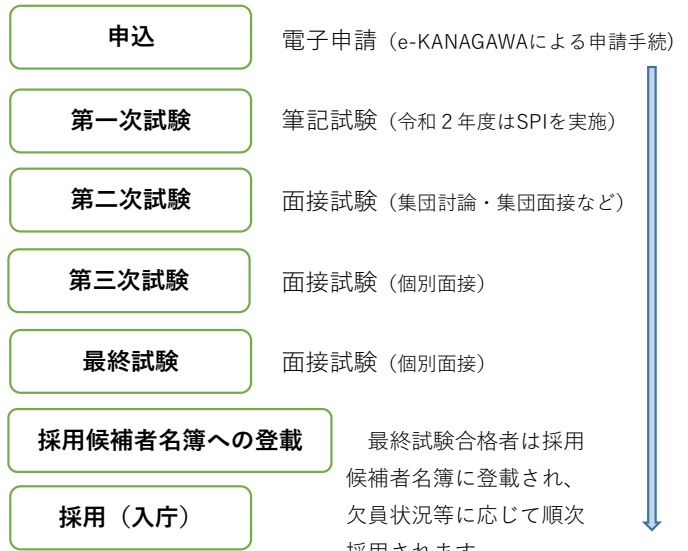 申込　電子申請（e-KANAGAWAによる申請手続)
第一次試験　筆記試験（令和２年度はSPIを実施）
第二次試験　面接試験（集団討論・集団面接など）
第三次試験　面接試験（個別面接）
最終試験　面接試験（個別面接）
採用候補者名簿への登載
採用（入庁）
最終試験合格者は採用
候補者名簿に登載され、
欠員状況等に応じて順次
採用されます